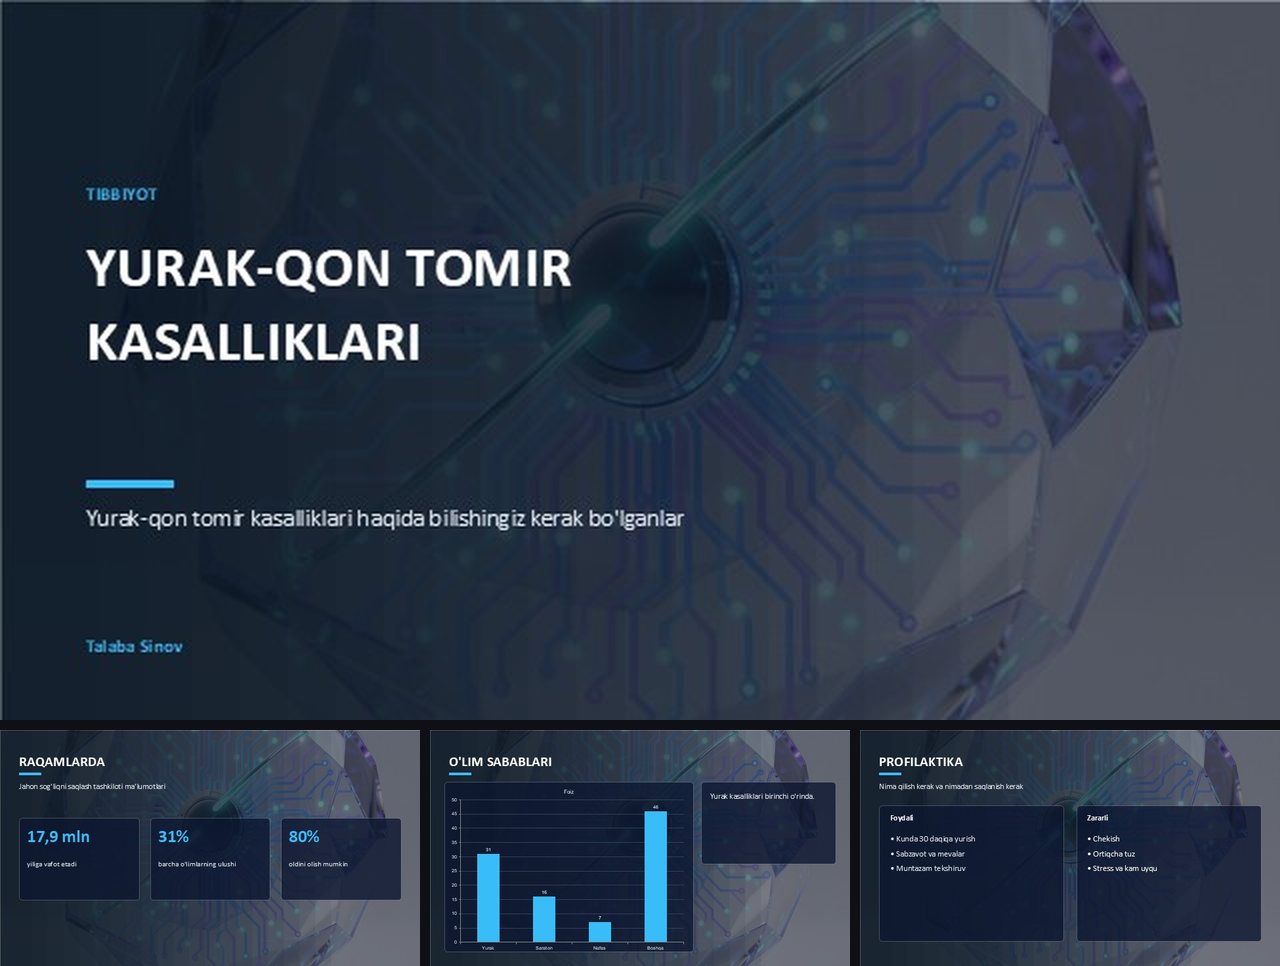 TIBBIYOT
YURAK-QON TOMIR
KASALLIKLARI
Yurak-qon tomir kasalliklari haqida bilishingiz kerak bo'lganlar
Talaba Sinov
RAQAMLARDA
Jahon sog'liqni saqlash tashkiloti ma'lumotlari
17,9 mln
yiliga vafot etadi
31%
barcha o'limlarning ulushi
80%
oldini olish mumkin
O'LIM SABABLARI
Foiz
50
45
40
35
30
25
20
15
10
5
0
31
16
7
46
Yurak
Saraton
Nafas
Boshqa
Yurak kasalliklari birinchi o'rinda.
PROFILAKTIKA
Nima qilish kerak va nimadan saqlanish kerak
Foydali
• Kunda 30 daqiqa yurish
• Sabzavot va mevalar
• Muntazam tekshiruv
Zararli
• Chekish
• Ortiqcha tuz
• Stress va kam uyqu